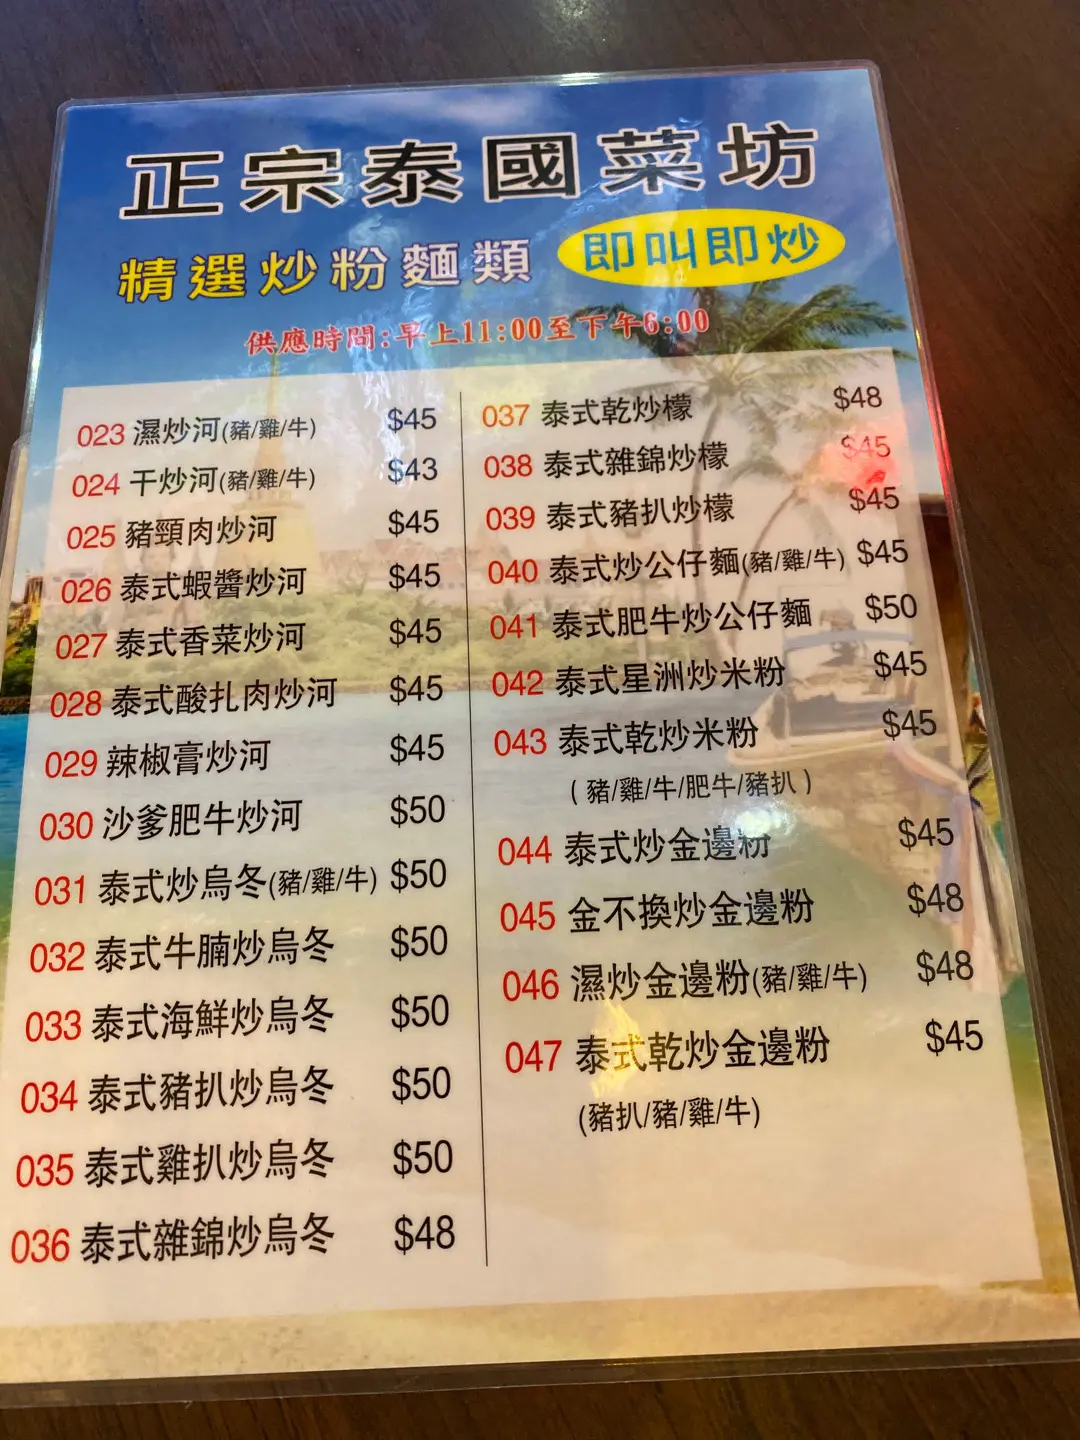 正宗泰國菜坊
精選炒粉麵類 即叫即炒
供應時間:早上11:00至下午6:00
023 濕炒河(豬/雞/牛) $45
024 干炒河(豬/雞/牛) $43
025 豬頸肉炒河 $45
026 泰式蝦醬炒河 $45
027 泰式香菜炒河 $45
028 泰式酸扎肉炒河 $45
029 辣椒膏炒河 $45
030 沙爹肥牛炒河 $50
031 泰式炒烏冬(豬/雞/牛) $50
032 泰式牛腩炒烏冬 $50
033 泰式海鮮炒烏冬 $50
034 泰式豬扒炒烏冬 $50
035 泰式雞扒炒烏冬 $50
036 泰式雜錦炒烏冬 $48
037 泰式乾炒檬 $48
038 泰式雜錦炒檬 $45
039 泰式豬扒炒檬 $45
040 泰式炒公仔麵(豬/雞/牛) $45
041 泰式肥牛炒公仔麵 $50
042 泰式星洲炒米粉 $45
043 泰式乾炒米粉 $45
(豬/雞/牛/肥牛/豬扒)
044 泰式炒金邊粉 $45
045 金不換炒金邊粉 $48
046 濕炒金邊粉(豬/雞/牛) $48
047 泰式乾炒金邊粉 $45
(豬扒/豬/雞/牛)